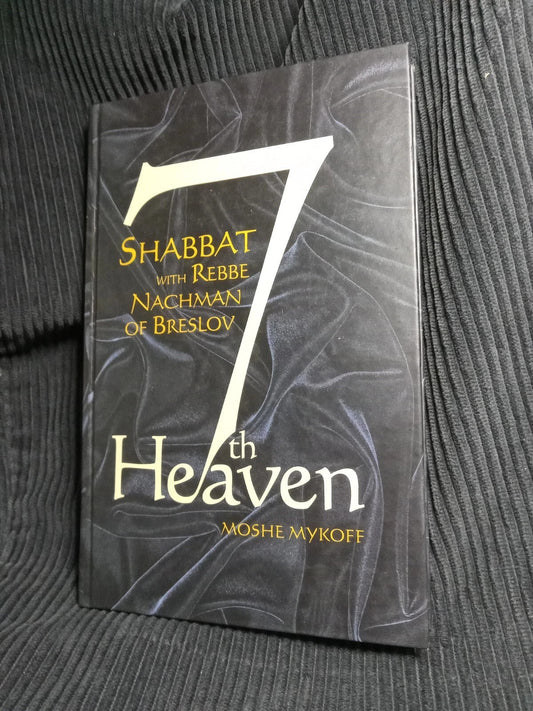 7
SHABBAT
WITH REBBE
NACHMAN
OF BRESLOV
th
Heaven
MOSHE MYKOFF